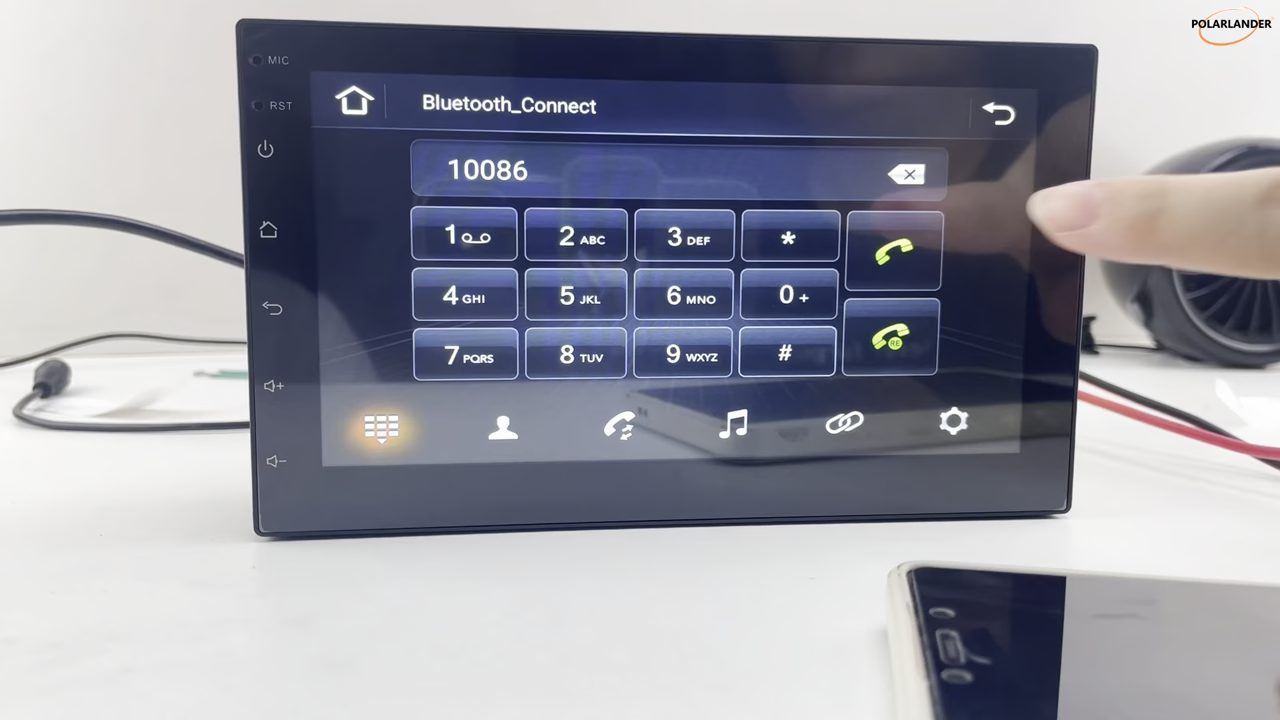 POLARLANDER
MIC
RST
Bluetooth_Connect
10086
1
2 ABC
3 DEF
*
4 GHI
5 JKL
6 MNO
0 +
RE
7 PQRS
8 TUV
9 WXYZ
#